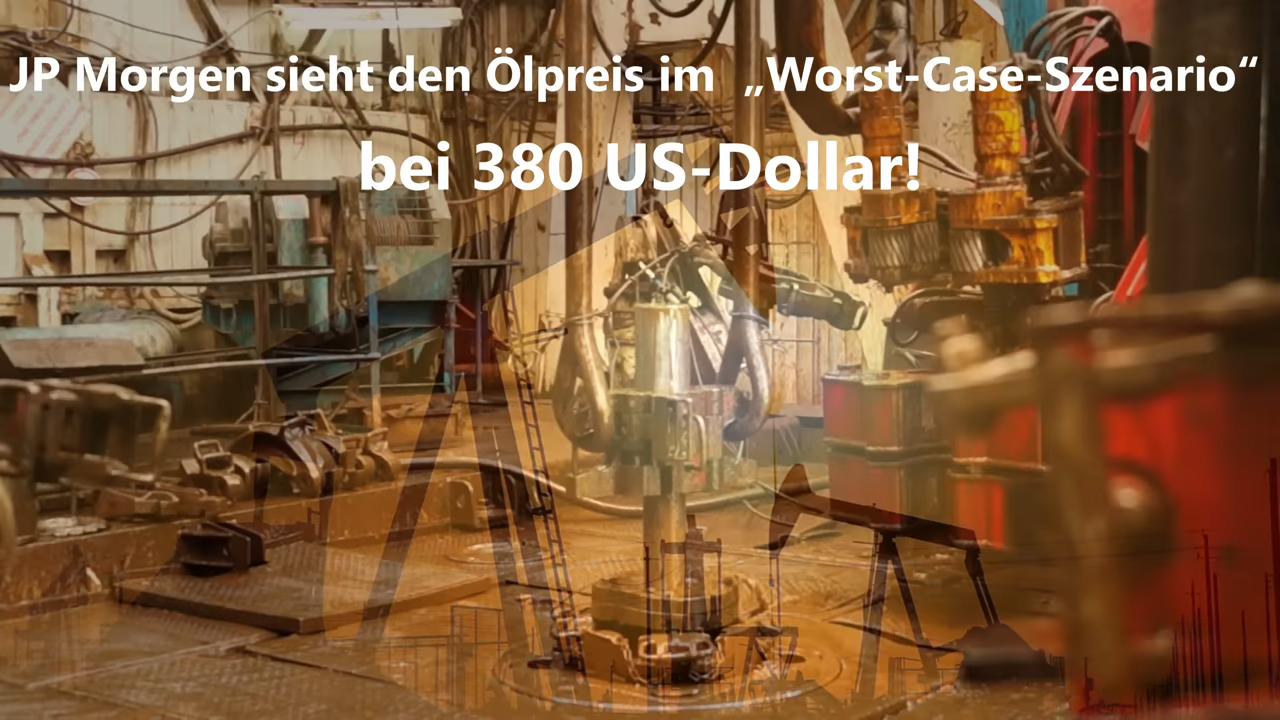 JP Morgen sieht den Ölpreis im „Worst-Case-Szenario“
bei 380 US-Dollar!